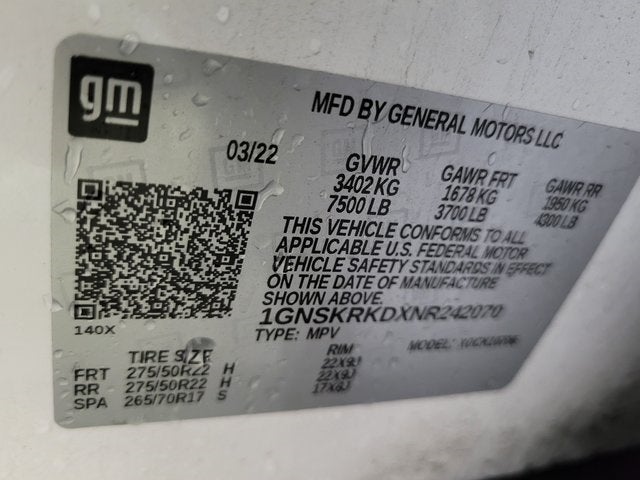 gm
MFD BY GENERAL MOTORS LLC
03/22
GVWR GAWR FRT GAWR RR
3402 KG 1678 KG 1950 KG
7500 LB 3700 LB 4300 LB
THIS VEHICLE CONFORMS TO ALL
APPLICABLE U.S. FEDERAL MOTOR
VEHICLE SAFETY STANDARDS IN EFFECT
ON THE DATE OF MANUFACTURE
SHOWN ABOVE.
1GNSKRKDXNR242070
140X
TYPE: MPV MODEL:
TIRE SIZE RIM
FRT 275/50R22 H 22X9J
RR 275/50R22 H 22X9J
SPA 265/70R17 S 17X8J